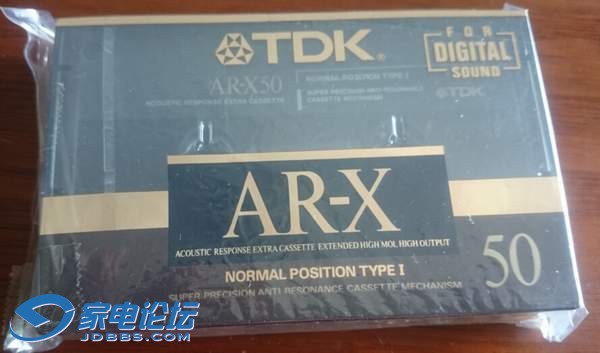 TDK®
FOR
DIGITAL
SOUND
AR-X50
ACOUSTIC RESPONSE EXTRA CASSETTE
NORMAL POSITION TYPE I
SUPER PRECISION ANTI-RESONANCE
CASSETTE MECHANISM
TDK
AR-X
ACOUSTIC RESPONSE EXTRA CASSETTE EXTENDED HIGH MOL HIGH OUTPUT
50
NORMAL POSITION TYPE I
SUPER PRECISION ANTI RESONANCE CASSETTE MECHANISM
家电论坛
JDBBS.COM